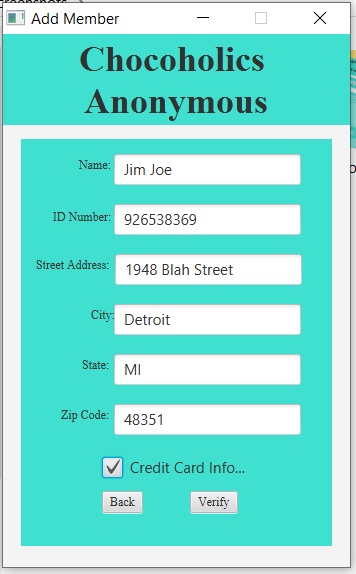 Add Member
Chocoholics
Anonymous
Name: Jim Joe
ID Number: 926538369
Street Address: 1948 Blah Street
City: Detroit
State: MI
Zip Code: 48351
Credit Card Info...
Back Verify